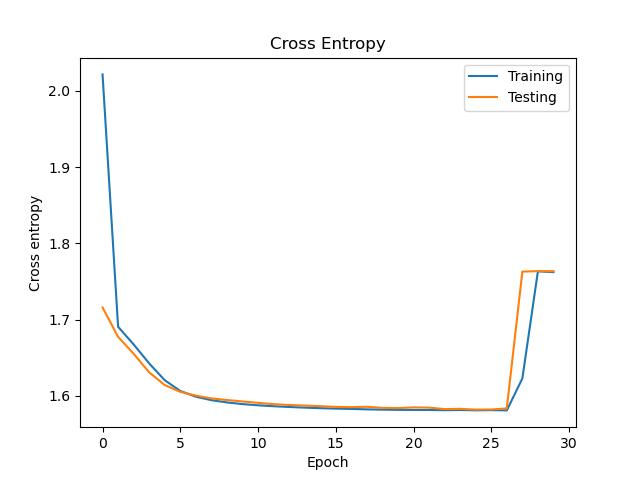 Cross Entropy
Training
Testing
2.0
1.9
1.8
1.7
1.6
Cross entropy
0 5 10 15 20 25 30
Epoch